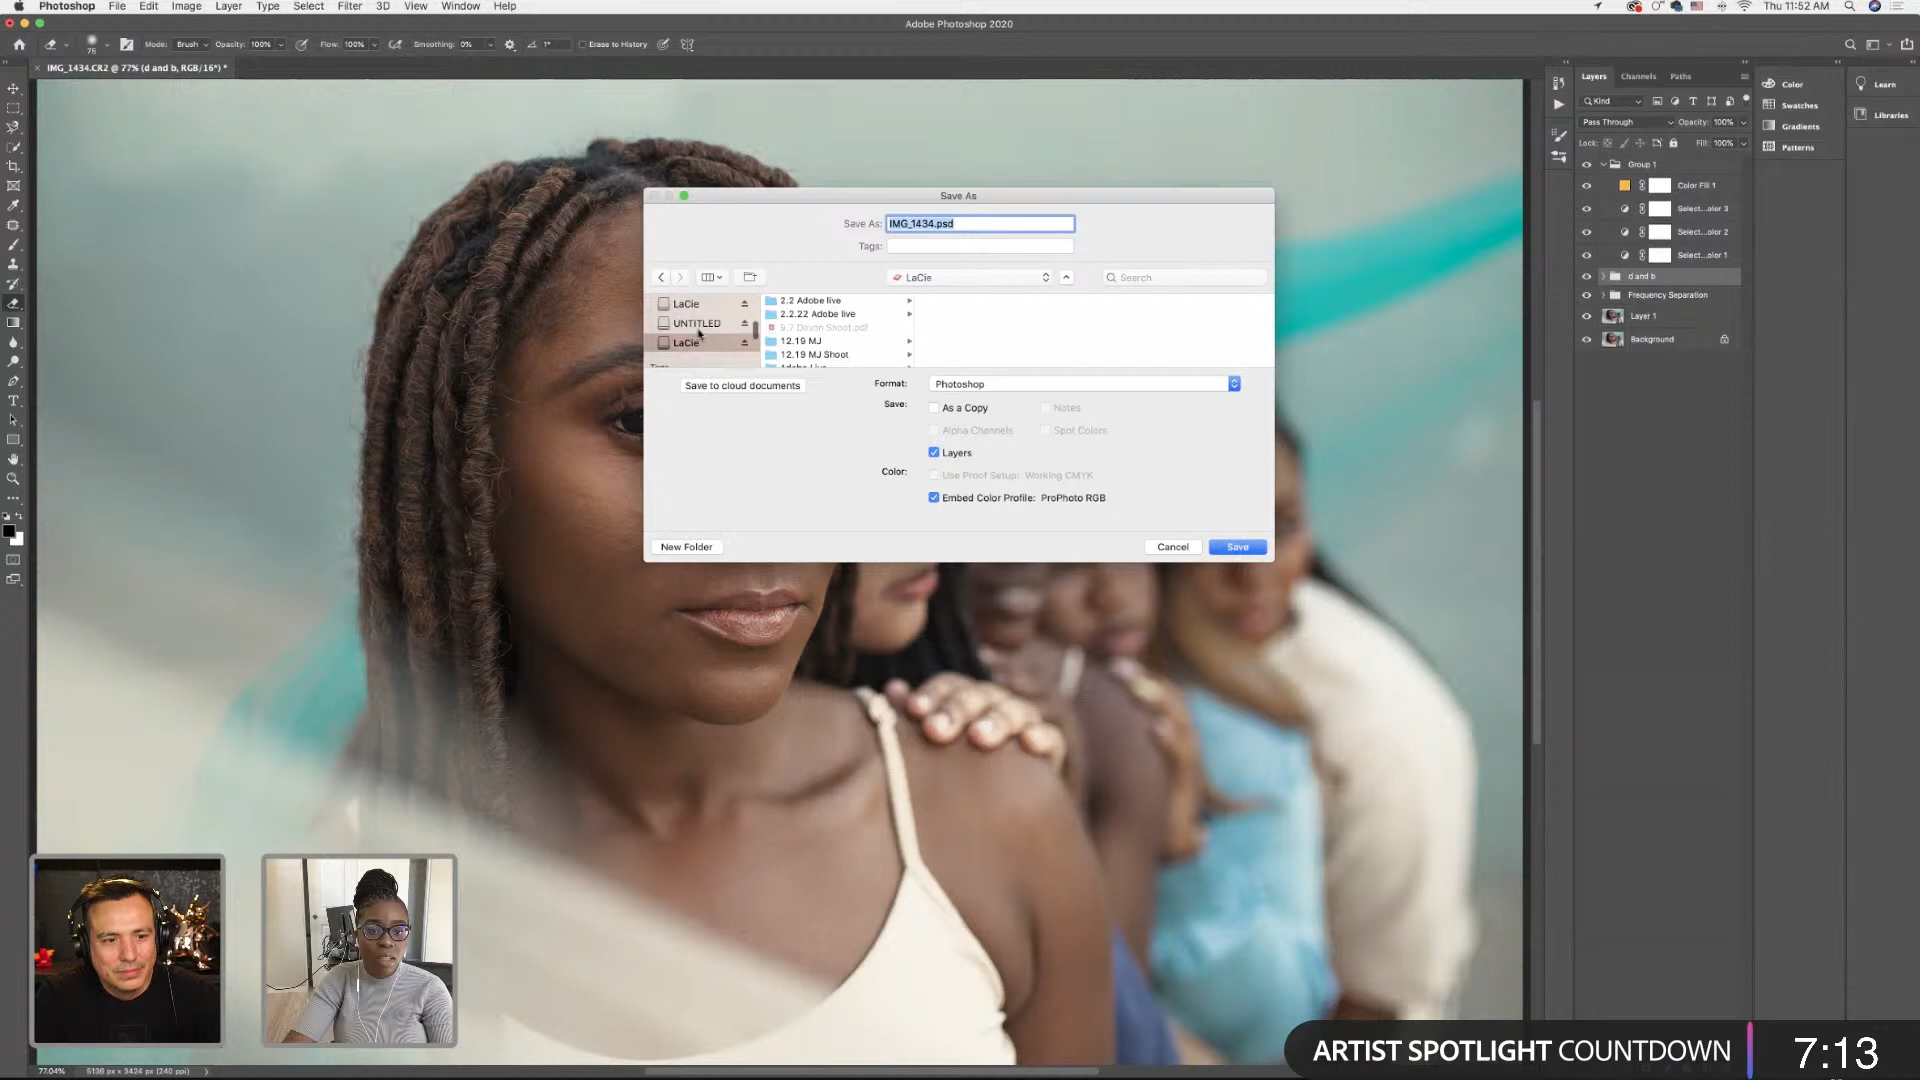 Photoshop File Edit Image Layer Type Select Filter 3D View Window Help Thu 11:52 AM
Adobe Photoshop 2020
76 Mode: Brush Opacity: 100% Flow: 100% Smoothing: 0% 1° Erase to History
IMG_1434.CR2 @ 77% (d and b, RGB/16*) *
Save As
Save As: IMG_1434.psd
Tags:
LaCie Search
LaCie
UNTITLED
LaCie
Tags
2.2 Adobe live
2.2.22 Adobe live
9.7 Devon Shoot.pdf
12.19 MJ
12.19 MJ Shoot
Adobe Live
Save to cloud documents
Format: Photoshop
Save: As a Copy Notes
Alpha Channels Spot Colors
Layers
Color: Use Proof Setup: Working CMYK
Embed Color Profile: ProPhoto RGB
New Folder Cancel Save
Layers Channels Paths
Kind
Pass Through Opacity: 100%
Lock: Fill: 100%
Group 1
Color Fill 1
Select...olor 3
Select...olor 2
Select...olor 1
d and b
Frequency Separation
Layer 1
Background
Color
Swatches
Gradients
Patterns
Learn
Libraries
77.04% 5136 px x 3424 px (240 ppi)
ARTIST SPOTLIGHT COUNTDOWN 7:13